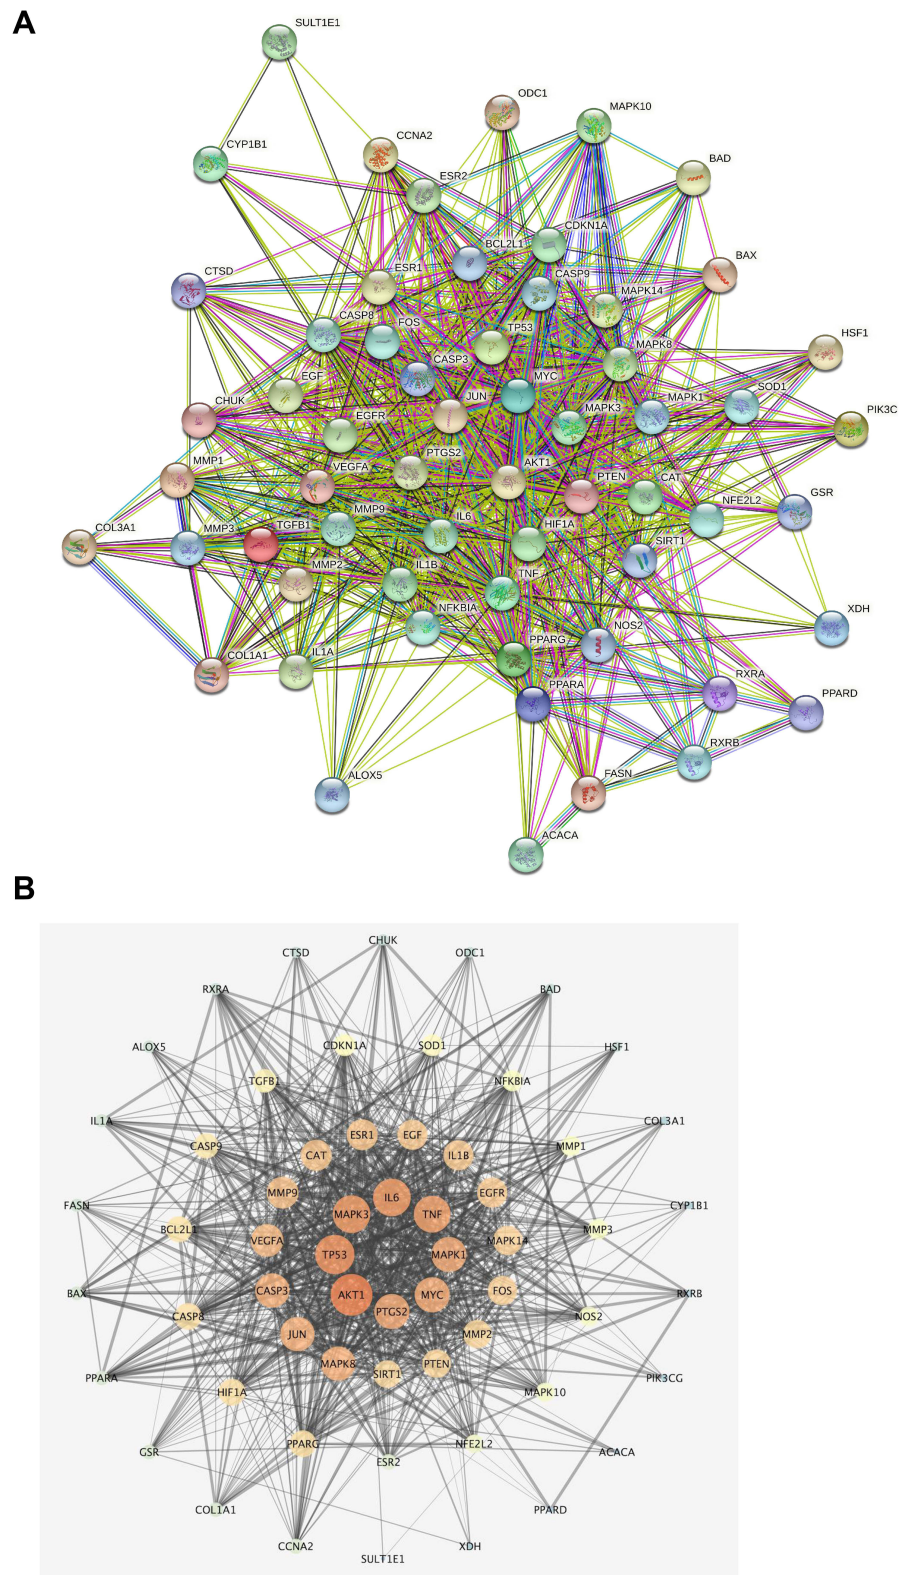 A
SULT1E1
ODC1
MAPK10
CCNA2
CYP1B1
BAD
ESR2
CDKN1A
BCL2L1
BAX
CTSD
ESR1
CASP9
MAPK14
CASP8
FOS
TP53
HSF1
MAPK8
CASP3
MYC
EGF
SOD1
CHUK
JUN
MAPK1
PIK3C
EGFR
MAPK3
PTGS2
AKT1
MMP1
VEGFA
PTEN
CAT
GSR
NFE2L2
MMP9
COL3A1
MMP3
TGFB1
IL6
HIF1A
SIRT1
MMP2
IL1B
TNF
NFKBIA
XDH
NOS2
PPARG
COL1A1
IL1A
RXRA
PPARA
PPARD
RXRB
ALOX5
FASN
ACACA
B
CHUK
CTSD
ODC1
RXRA
BAD
ALOX5
CDKN1A
SOD1
HSF1
TGFB1
NFKBIA
IL1A
COL3A1
ESR1
EGF
CASP9
MMP1
CAT
IL1B
MMP9
EGFR
IL6
FASN
CYP1B1
MAPK3
TNF
BCL2L1
MMP3
VEGFA
MAPK14
TP53
MAPK1
CASP3
FOS
BAX
RXRB
AKT1
MYC
PTGS2
CASP8
NOS2
JUN
MMP2
MAPK8
PTEN
SIRT1
PPARA
PIK3CG
HIF1A
MAPK10
PPARG
NFE2L2
GSR
ACACA
ESR2
COL1A1
PPARD
CCNA2
XDH
SULT1E1